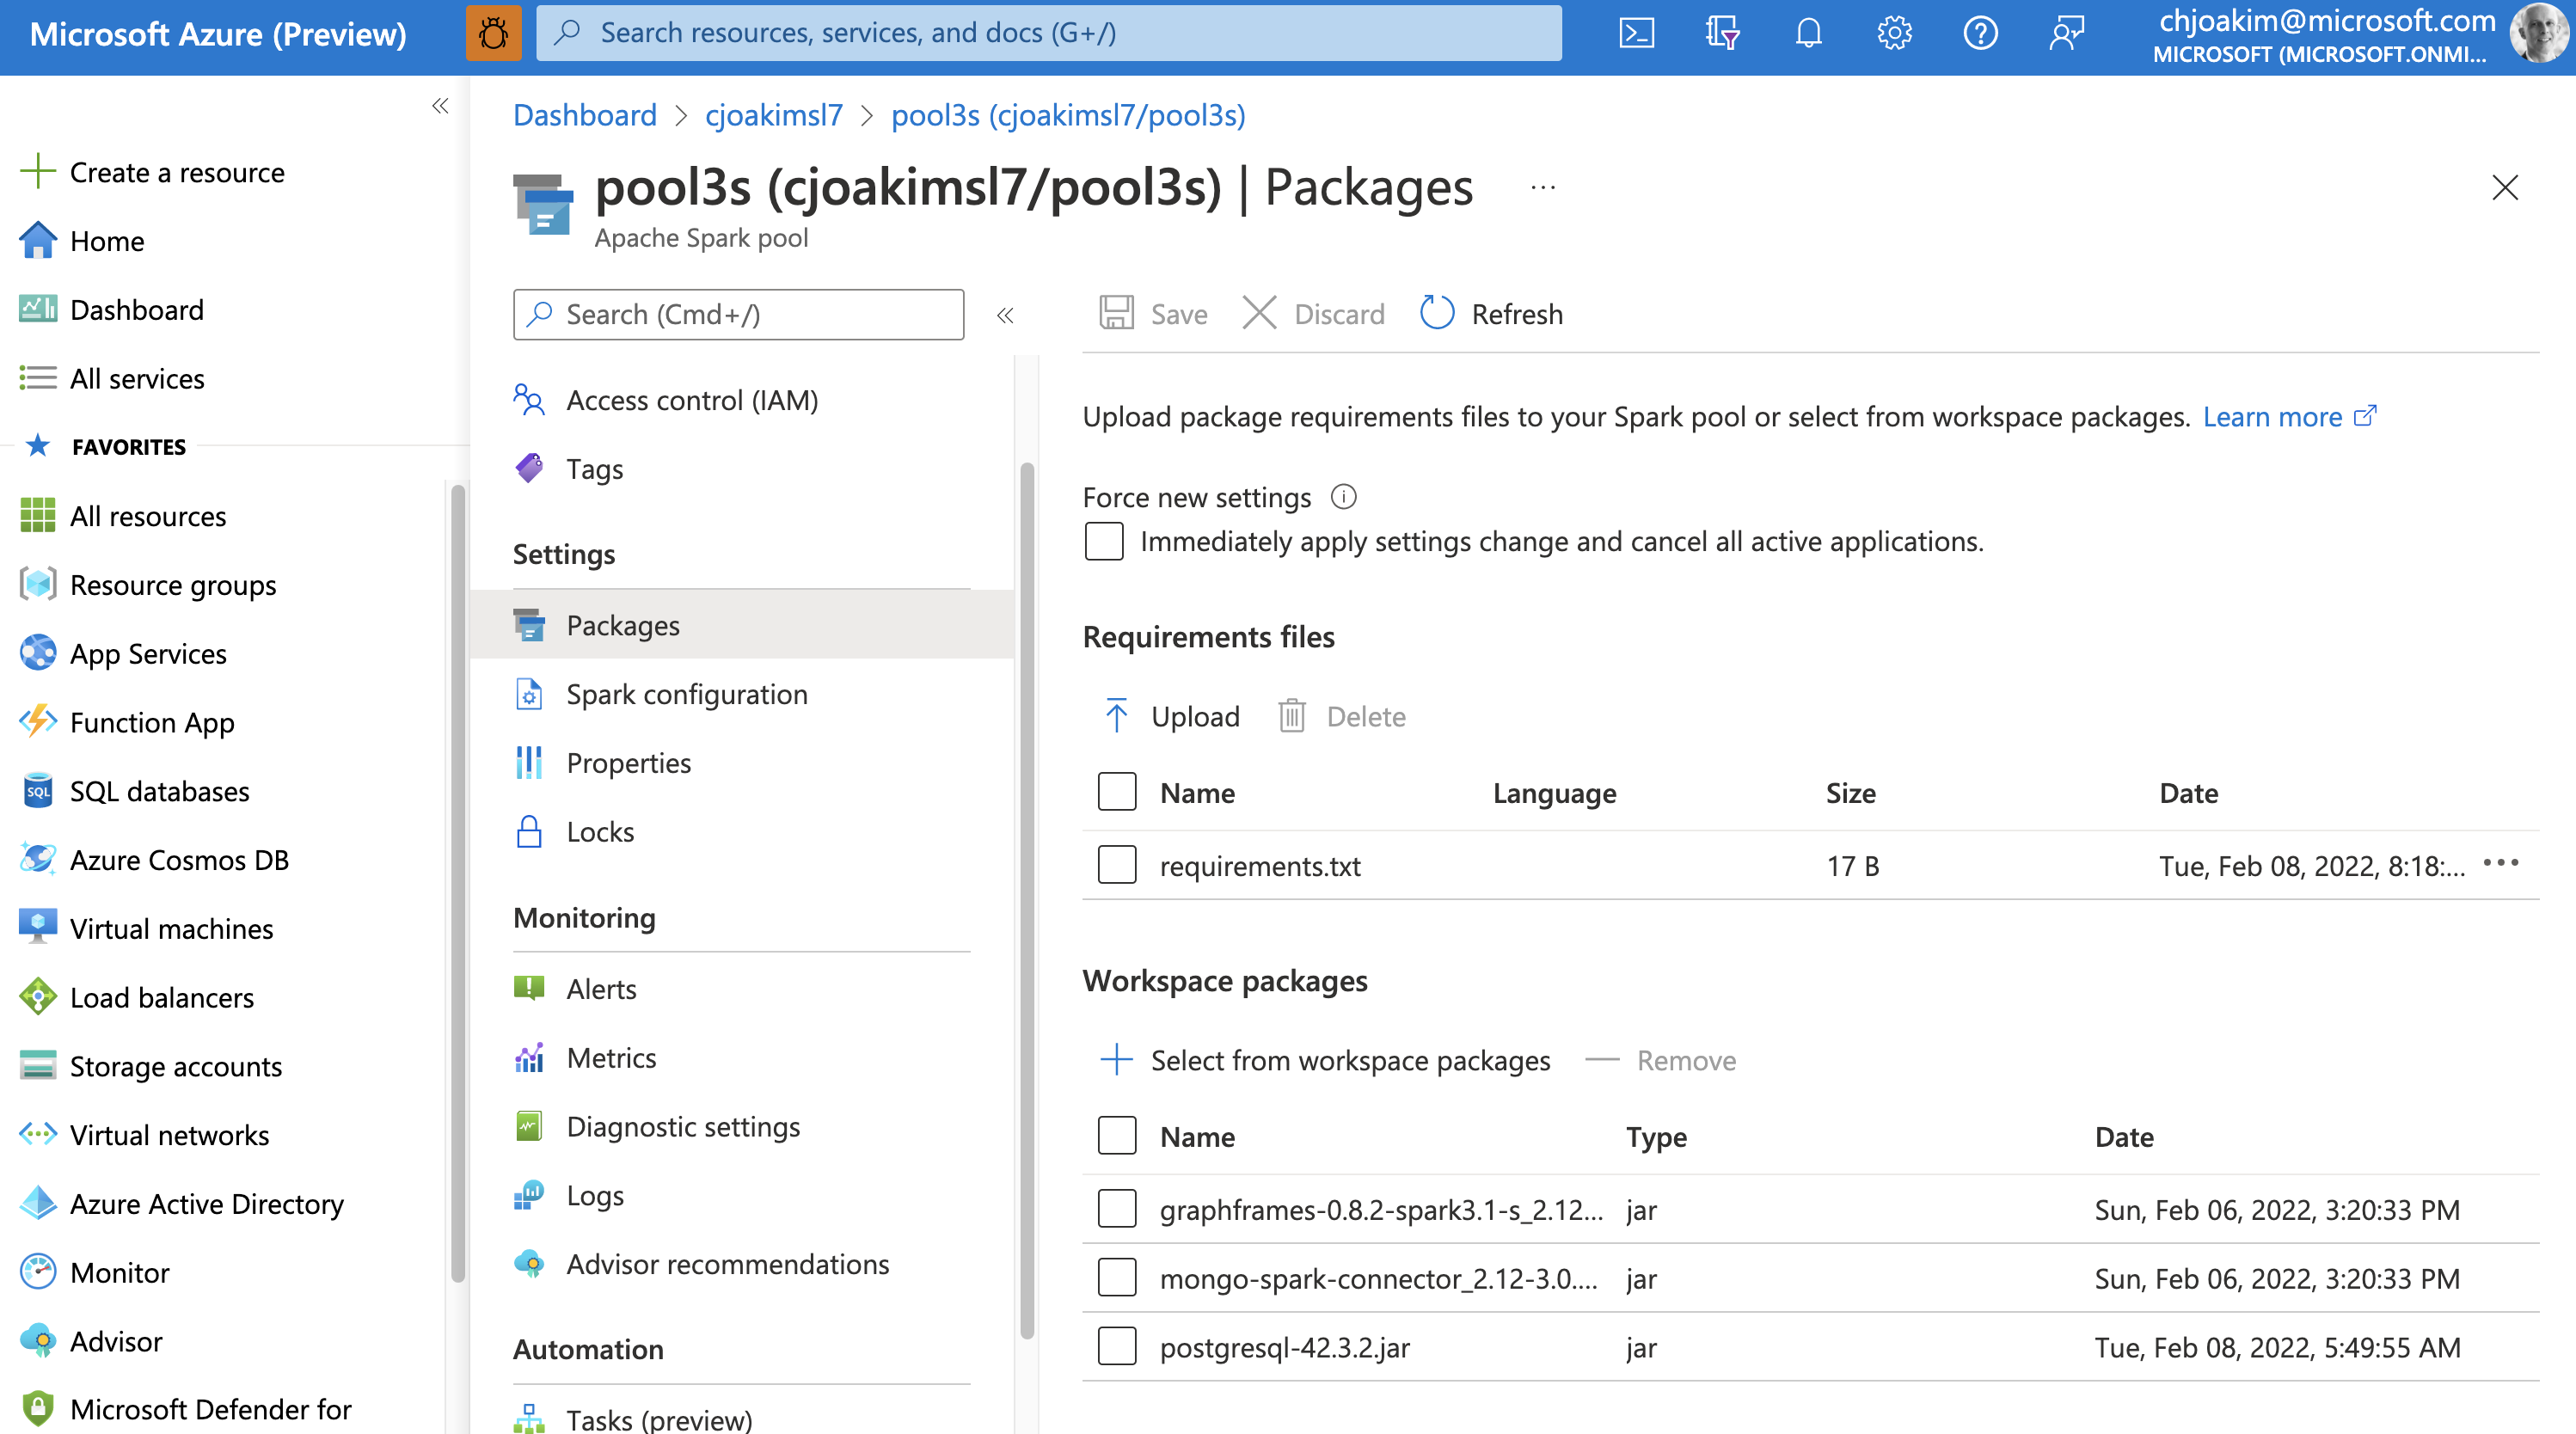 Microsoft Azure (Preview)
Search resources, services, and docs (G+/)
chjoakim@microsoft.com
MICROSOFT (MICROSOFT.ONMI...
Create a resource
Home
Dashboard
All services
FAVORITES
All resources
Resource groups
App Services
Function App
SQL databases
Azure Cosmos DB
Virtual machines
Load balancers
Storage accounts
Virtual networks
Azure Active Directory
Monitor
Advisor
Microsoft Defender for
Dashboard > cjoakimsl7 > pool3s (cjoakimsl7/pool3s)
pool3s (cjoakimsl7/pool3s) | Packages ...
Apache Spark pool
Search (Cmd+/)
Access control (IAM)
Tags
Settings
Packages
Spark configuration
Properties
Locks
Monitoring
Alerts
Metrics
Diagnostic settings
Logs
Advisor recommendations
Automation
Tasks (preview)
Save Discard Refresh
Upload package requirements files to your Spark pool or select from workspace packages. Learn more
Force new settings
Immediately apply settings change and cancel all active applications.
Requirements files
Upload Delete
Name Language Size Date
requirements.txt 17 B Tue, Feb 08, 2022, 8:18:... ...
Workspace packages
Select from workspace packages Remove
Name Type Date
graphframes-0.8.2-spark3.1-s_2.12... jar Sun, Feb 06, 2022, 3:20:33 PM
mongo-spark-connector_2.12-3.0.... jar Sun, Feb 06, 2022, 3:20:33 PM
postgresql-42.3.2.jar jar Tue, Feb 08, 2022, 5:49:55 AM